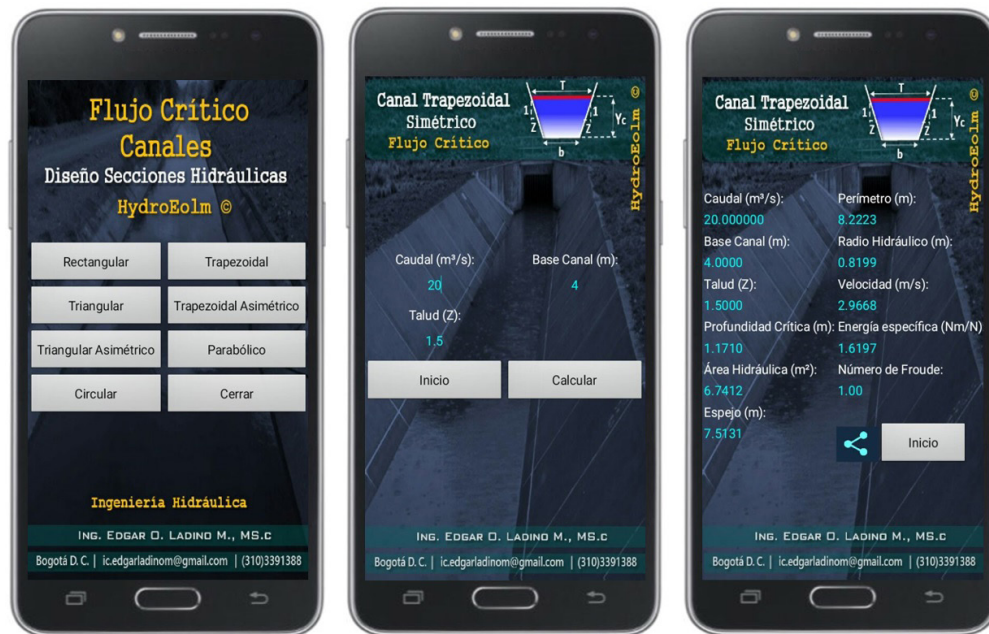 Flujo Crítico
Canales
Diseño Secciones Hidráulicas
HydroEolm ©
Rectangular
Trapezoidal
Triangular
Trapezoidal Asimétrico
Triangular Asimétrico
Parabólico
Circular
Cerrar
Ingeniería Hidráulica
ING. EDGAR O. LADINO M., MS.C
Bogotá D. C. | ic.edgarladinom@gmail.com | (310)3391388
Canal Trapezoidal
Simétrico
Flujo Crítico
T
1
1
Z
Z
Yc
b
HydroEolm ©
Caudal (m³/s):
Base Canal (m):
20
4
Talud (Z):
1.5
Inicio
Calcular
ING. EDGAR O. LADINO M., MS.C
Bogotá D. C. | ic.edgarladinom@gmail.com | (310)3391388
Canal Trapezoidal
Simétrico
Flujo Crítico
T
1
1
Z
Z
Yc
b
HydroEolm ©
Caudal (m³/s):
Perímetro (m):
20.000000
8.2223
Base Canal (m):
Radio Hidráulico (m):
4.0000
0.8199
Talud (Z):
Velocidad (m/s):
1.5000
2.9668
Profundidad Crítica (m):
Energía específica (Nm/N)
1.1710
1.6197
Área Hidráulica (m²):
Número de Froude:
6.7412
1.00
Espejo (m):
7.5131
Inicio
ING. EDGAR O. LADINO M., MS.C
Bogotá D. C. | ic.edgarladinom@gmail.com | (310)3391388